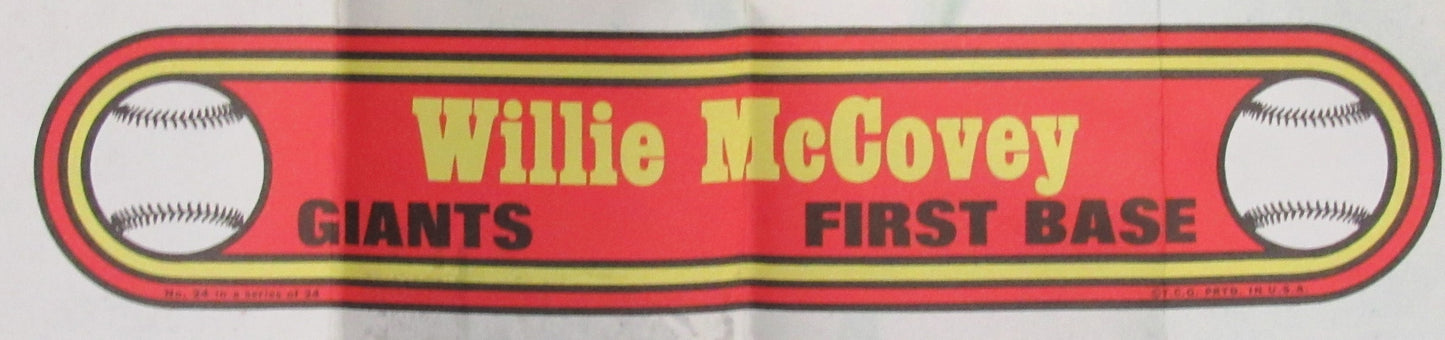 Willie McCovey
GIANTS FIRST BASE
No. 24 in a series of 24 ©T.C.G. PRTD. IN U.S.A.